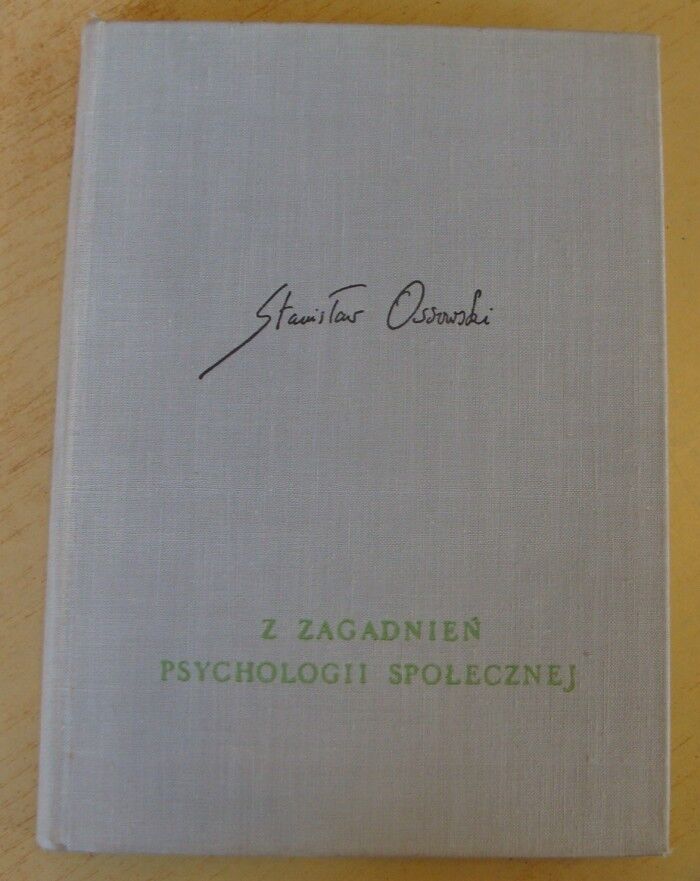 Stanisław Ossowski
Z ZAGADNIEŃ
PSYCHOLOGII SPOŁECZNEJ